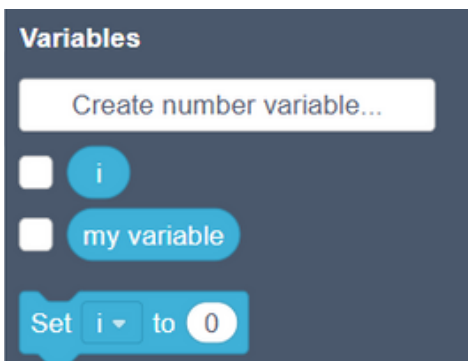 Variables
Create number variable...
i
my variable
Set i to 0